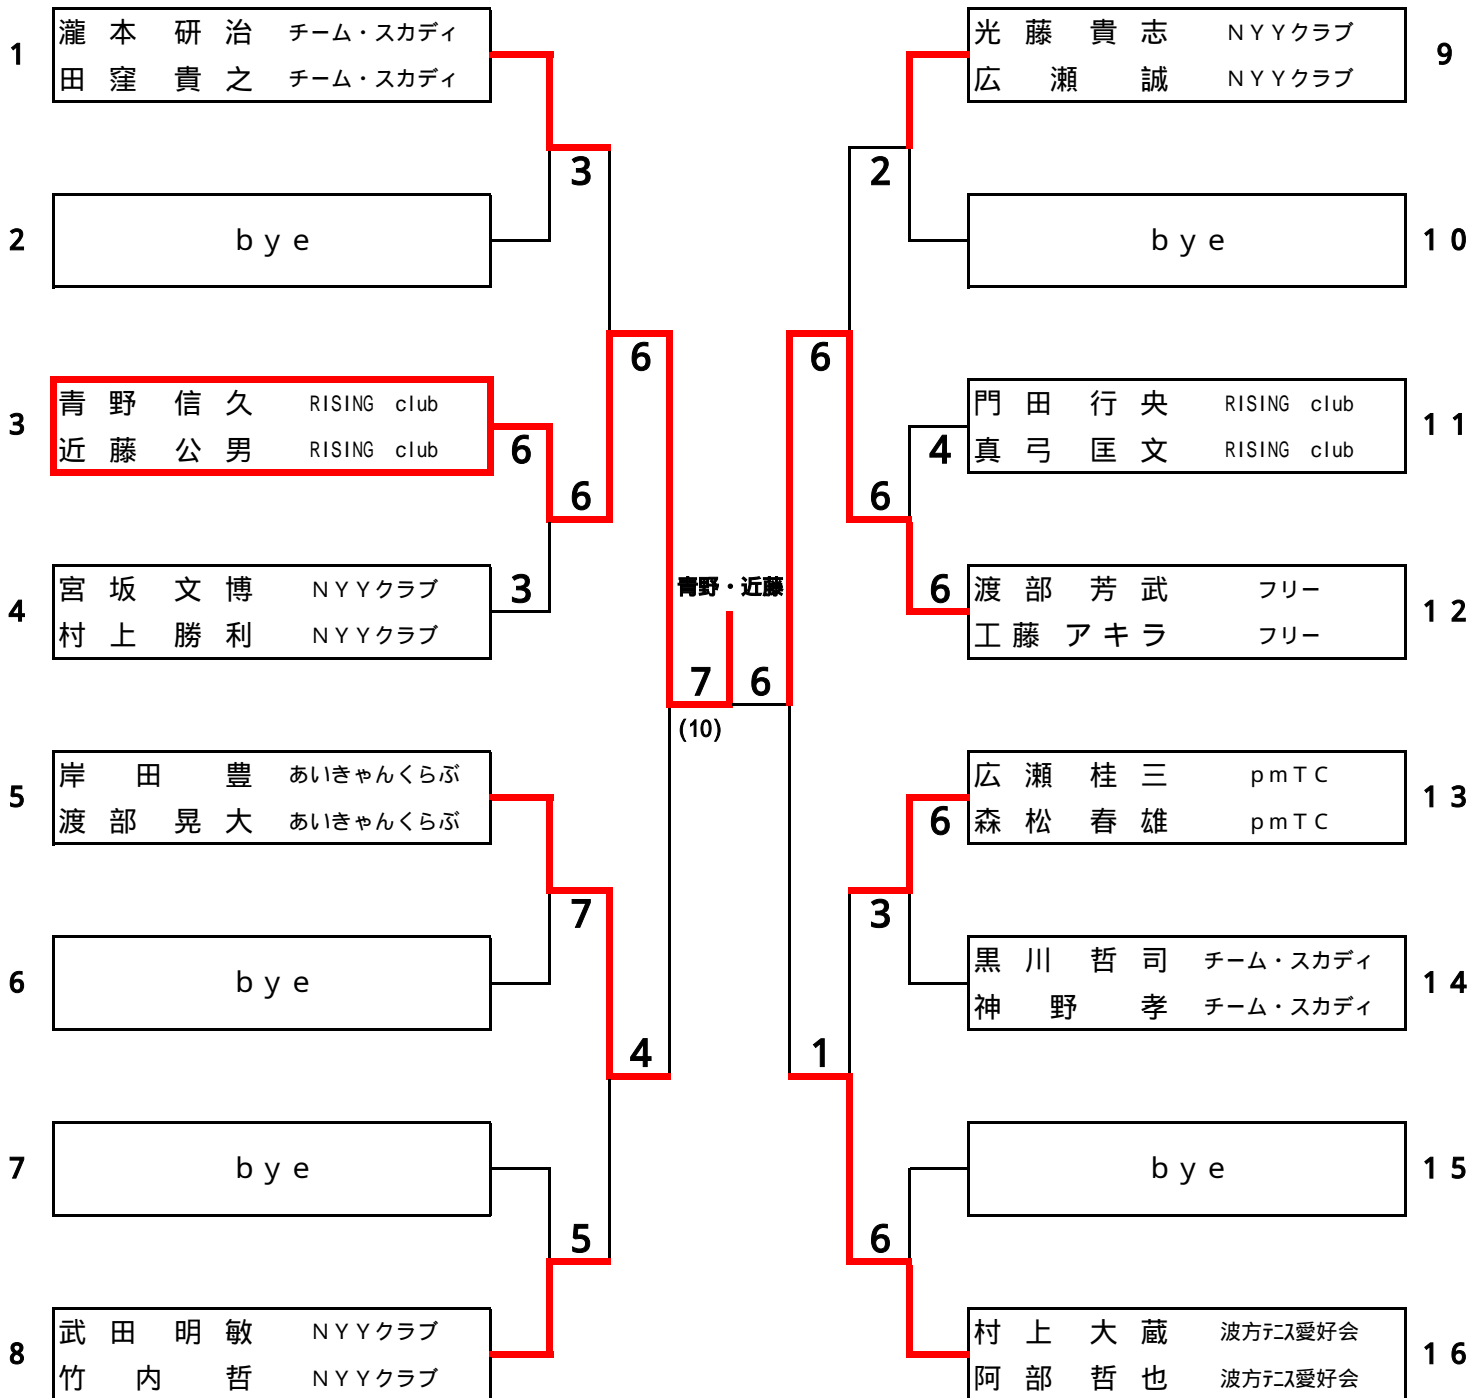 1
瀧本 研治 チーム・スカディ
田窪 貴之 チーム・スカディ
3
2
bye
6
3
青野 信久 RISING club
近藤 公男 RISING club
6
6
4
宮坂 文博 NYYクラブ
村上 勝利 NYYクラブ
3
青野・近藤
7
6
(10)
5
岸田 豊 あいきゃんくらぶ
渡部 晃大 あいきゃんくらぶ
7
6
bye
4
7
bye
5
8
武田 明敏 NYYクラブ
竹内 哲 NYYクラブ
光藤 貴志 NYYクラブ
広瀬 誠 NYYクラブ
9
2
bye
10
6
門田 行央 RISING club
真弓 匡文 RISING club
11
4
6
渡部 芳武 フリー
工藤 アキラ フリー
12
6
広瀬 桂三 pmTC
森松 春雄 pmTC
13
6
3
黒川 哲司 チーム・スカディ
神野 孝 チーム・スカディ
14
1
bye
15
6
村上 大蔵 波方テニス愛好会
阿部 哲也 波方テニス愛好会
16